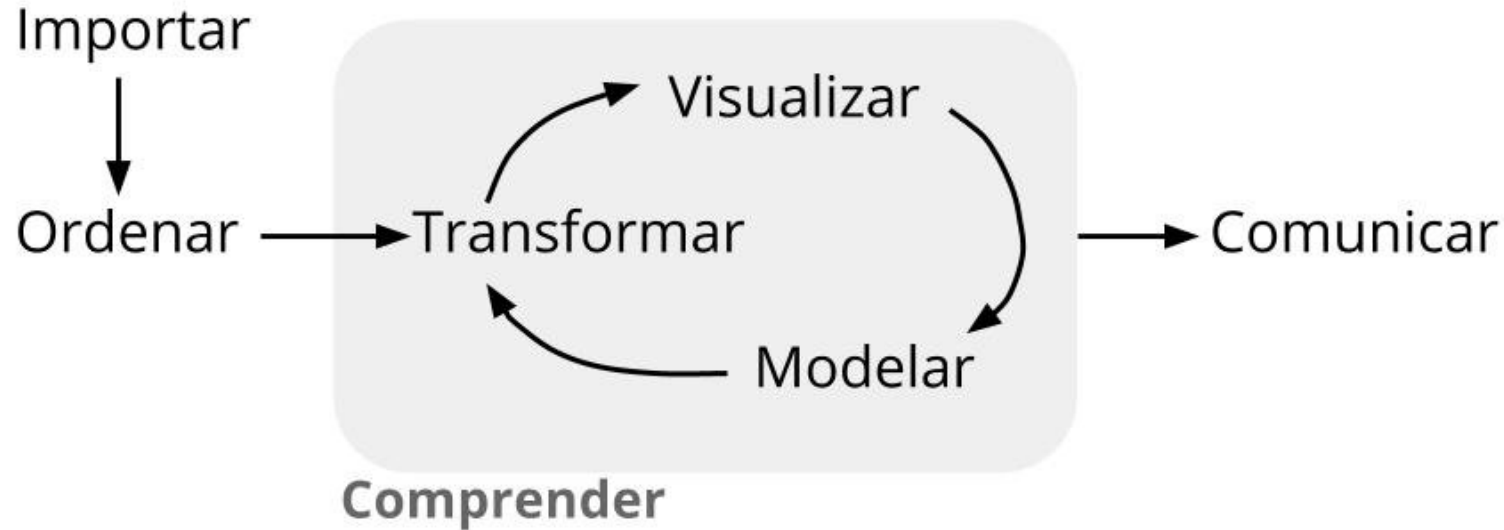 Importar
Visualizar
Ordenar
Transformar
Comunicar
Modelar
Comprender